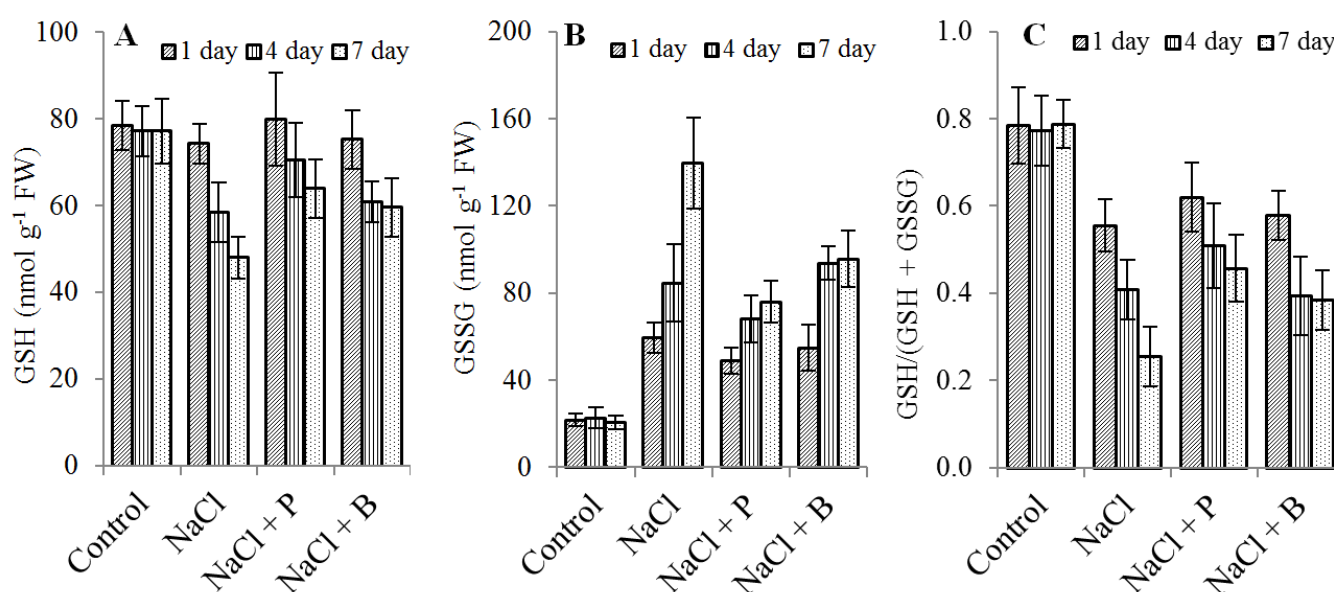 A
1 day 4 day 7 day
GSH (nmol g⁻¹ FW)
100
80
60
40
20
0
Control
NaCl
NaCl + P
NaCl + B
B
1 day 4 day 7 day
GSSG (nmol g⁻¹ FW)
200
160
120
80
40
0
Control
NaCl
NaCl + P
NaCl + B
C
1 day 4 day 7 day
GSH/(GSH + GSSG)
1.0
0.8
0.6
0.4
0.2
0.0
Control
NaCl
NaCl + P
NaCl + B